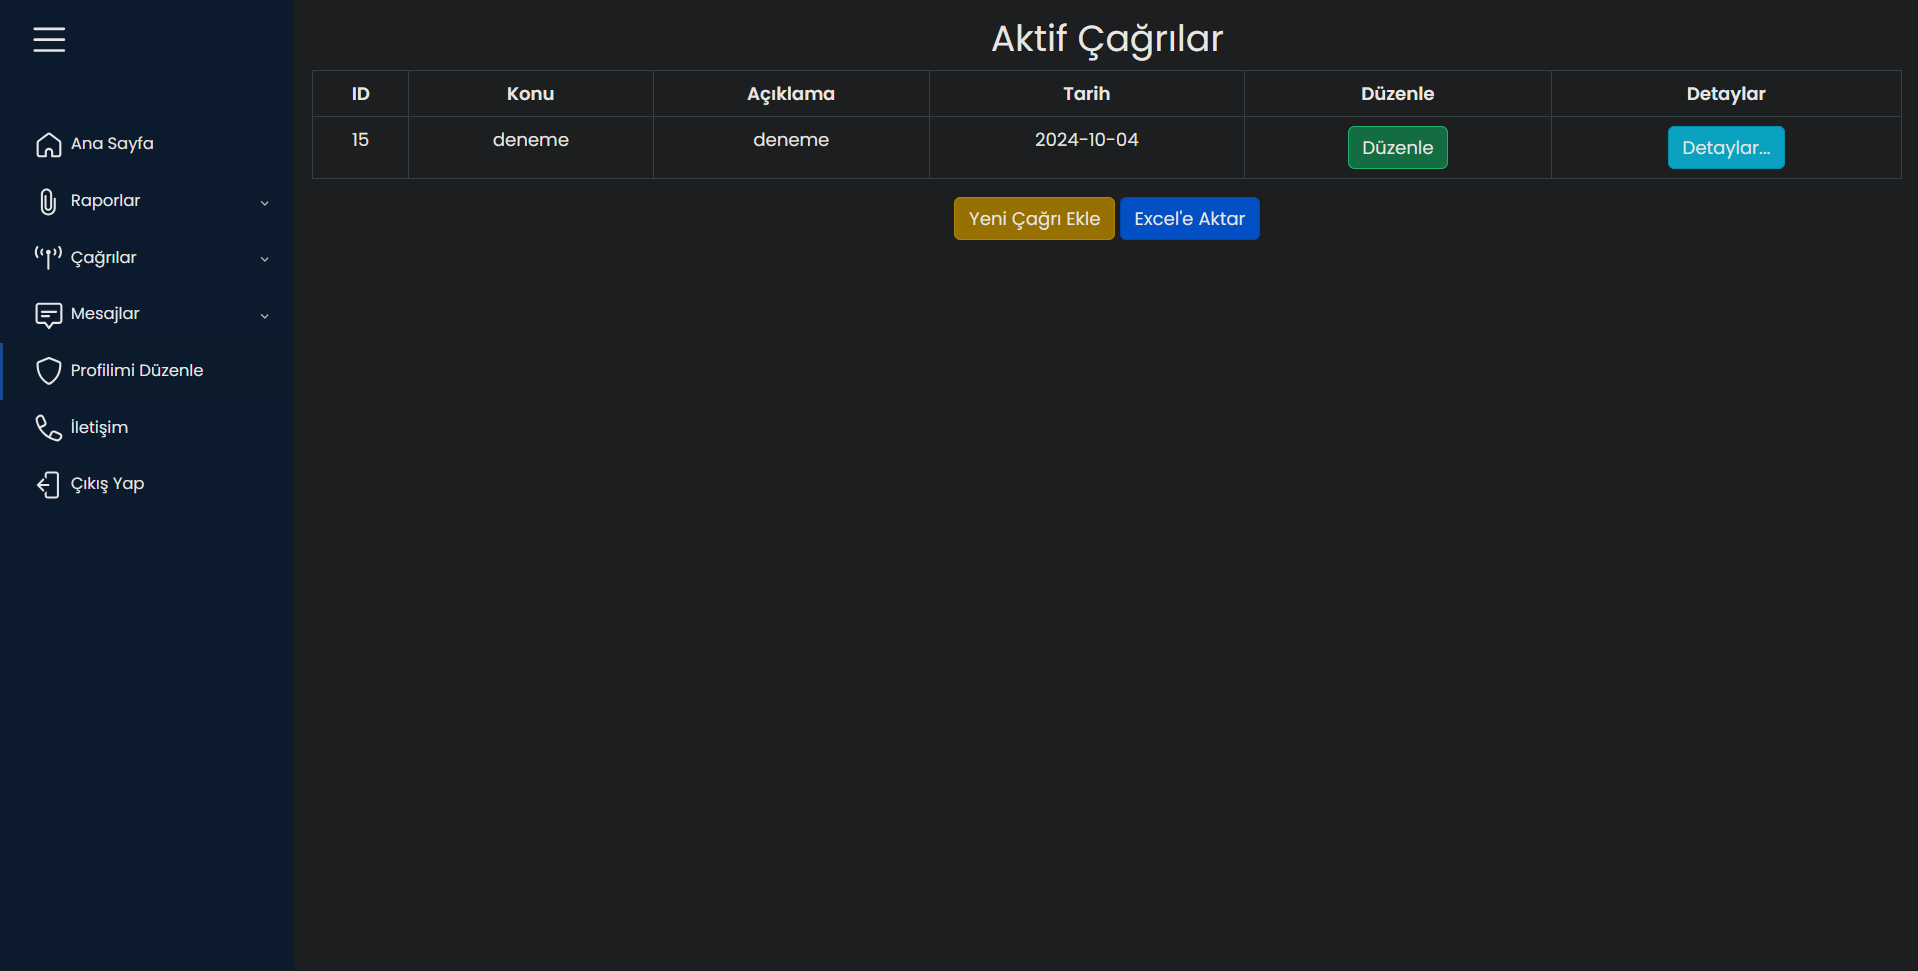 Ana Sayfa
Raporlar
Çağrılar
Mesajlar
Profilimi Düzenle
İletişim
Çıkış Yap
Aktif Çağrılar
ID Konu Açıklama Tarih Düzenle Detaylar
15 deneme deneme 2024-10-04 Düzenle Detaylar...
Yeni Çağrı Ekle Excel'e Aktar